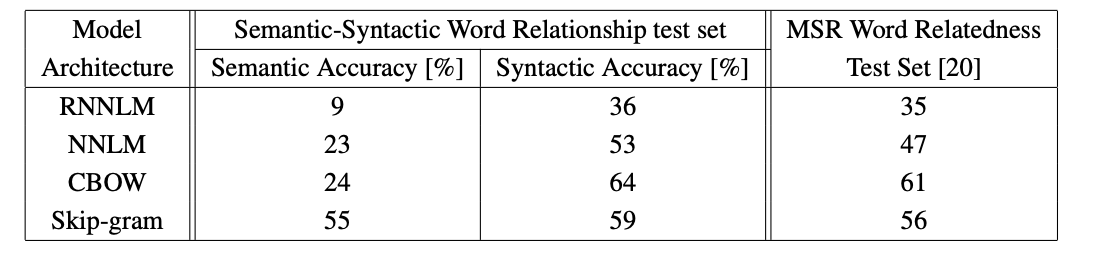 Model Semantic-Syntactic Word Relationship test set MSR Word Relatedness
Architecture Semantic Accuracy [%] Syntactic Accuracy [%] Test Set [20]
RNNLM 9 36 35
NNLM 23 53 47
CBOW 24 64 61
Skip-gram 55 59 56